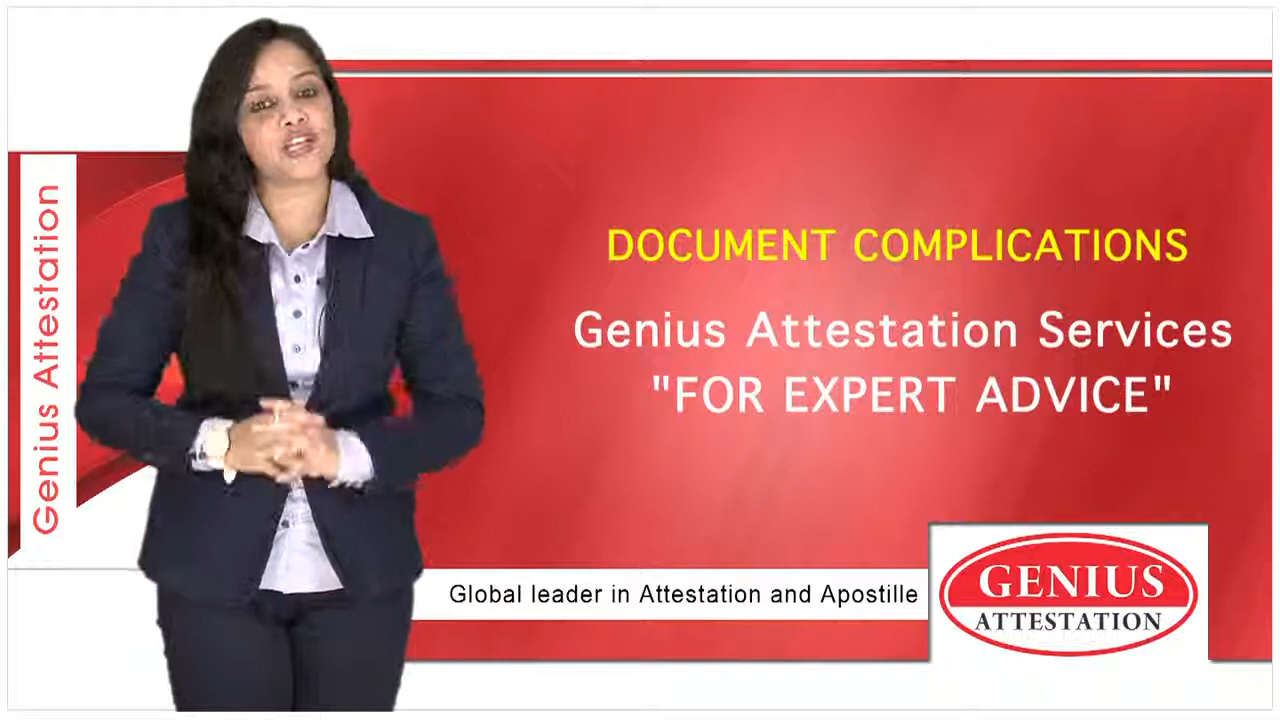 Genius Attestation
DOCUMENT COMPLICATIONS
Genius Attestation Services
"FOR EXPERT ADVICE"
Global leader in Attestation and Apostille
GENIUS
ATTESTATION